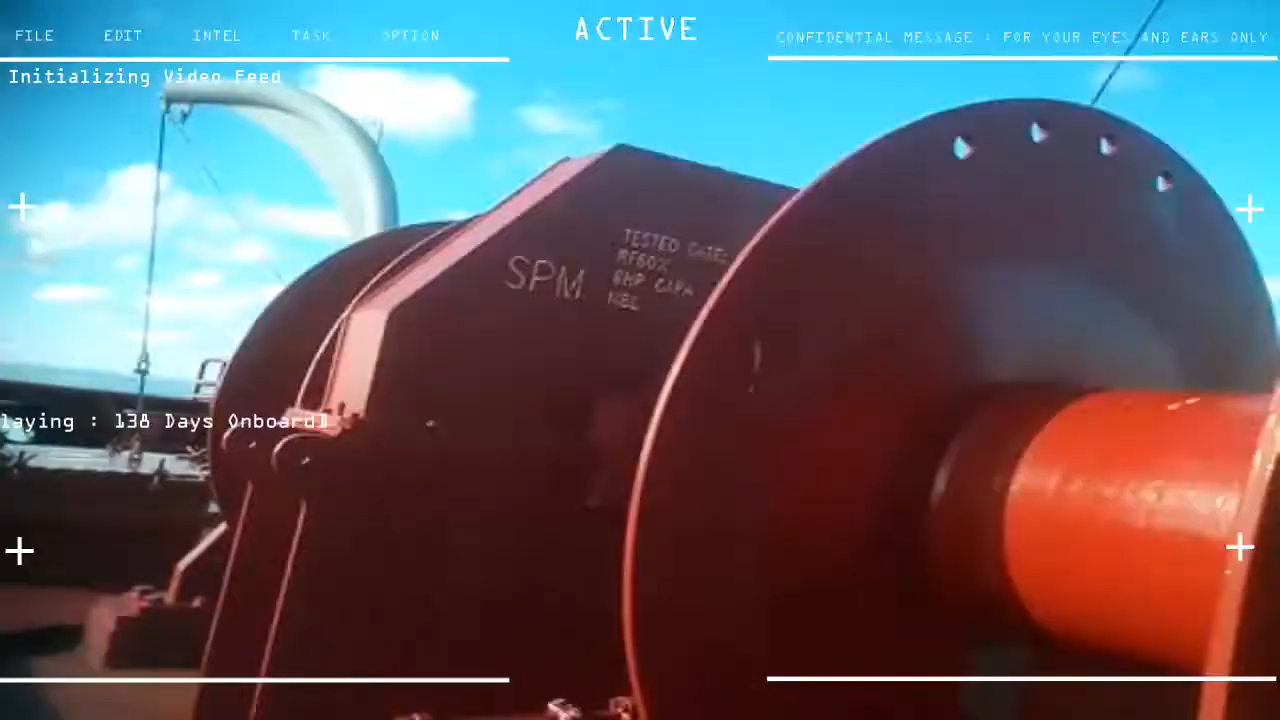 FILE EDIT INTEL TASK OPTION
ACTIVE
CONFIDENTIAL MESSAGE : FOR YOUR EYES AND EARS ONLY
Initializing Video Feed
SPM
TESTED
RF60%
laying : 138 Days Onboard]